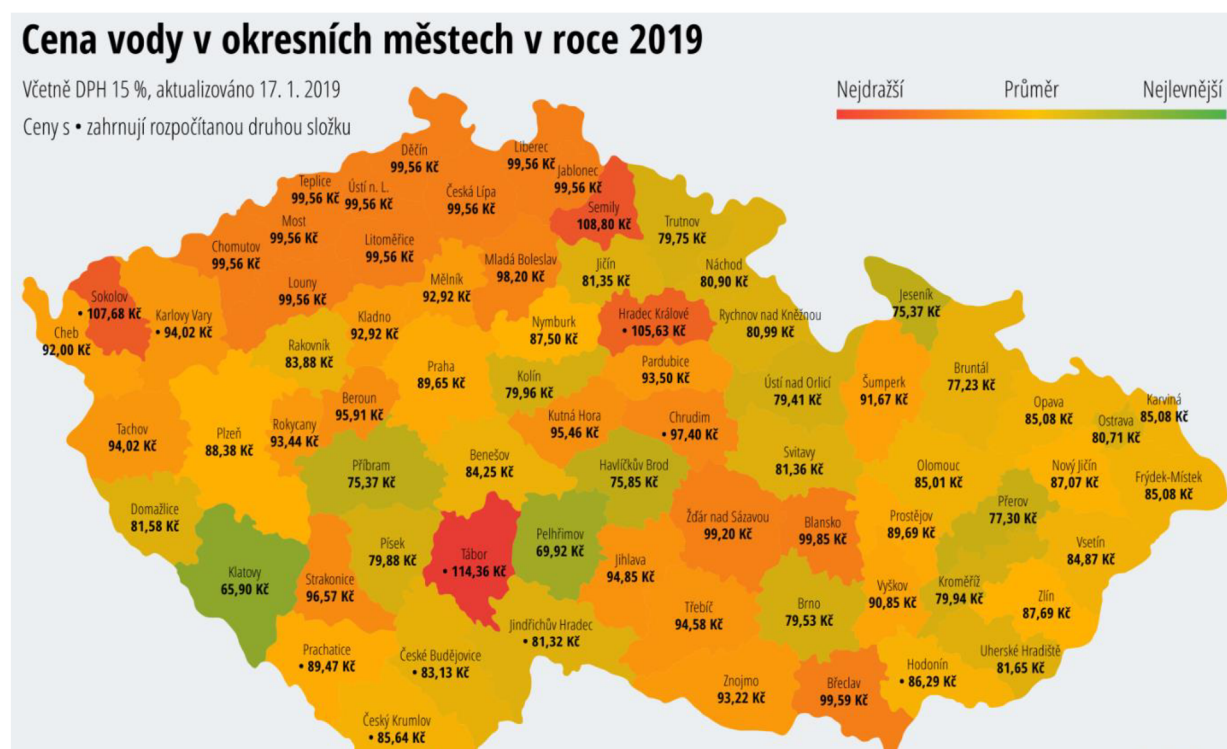 Cena vody v okresních městech v roce 2019
Včetně DPH 15 %, aktualizováno 17. 1. 2019
Ceny s • zahrnují rozpočítanou druhou složku
Nejdražší
Průměr
Nejlevnější
Děčín
99,56 Kč
Liberec
99,56 Kč
Jablonec
99,56 Kč
Teplice
99,56 Kč
Ústí n. L.
99,56 Kč
Česká Lípa
99,56 Kč
Semily
108,80 Kč
Trutnov
79,75 Kč
Most
99,56 Kč
Chomutov
99,56 Kč
Litoměřice
99,56 Kč
Mladá Boleslav
98,20 Kč
Jičín
81,35 Kč
Náchod
80,90 Kč
Louny
99,56 Kč
Mělník
92,92 Kč
Jeseník
75,37 Kč
Sokolov
• 107,68 Kč
Karlovy Vary
• 94,02 Kč
Cheb
92,00 Kč
Kladno
92,92 Kč
Nymburk
87,50 Kč
Hradec Králové
• 105,63 Kč
Rychnov nad Kněžnou
80,99 Kč
Rakovník
83,88 Kč
Praha
89,65 Kč
Kolín
79,96 Kč
Pardubice
93,50 Kč
Ústí nad Orlicí
79,41 Kč
Šumperk
91,67 Kč
Bruntál
77,23 Kč
Beroun
95,91 Kč
Opava
85,08 Kč
Karviná
85,08 Kč
Ostrava
80,71 Kč
Tachov
94,02 Kč
Plzeň
88,38 Kč
Rokycany
93,44 Kč
Kutná Hora
95,46 Kč
Chrudim
• 97,40 Kč
Svitavy
81,36 Kč
Příbram
75,37 Kč
Benešov
84,25 Kč
Havlíčkův Brod
75,85 Kč
Olomouc
85,01 Kč
Nový Jičín
87,07 Kč
Frýdek-Místek
85,08 Kč
Domažlice
81,58 Kč
Přerov
77,30 Kč
Žďár nad Sázavou
99,20 Kč
Blansko
99,85 Kč
Prostějov
89,69 Kč
Písek
79,88 Kč
Tábor
• 114,36 Kč
Pelhřimov
69,92 Kč
Jihlava
94,85 Kč
Vsetín
84,87 Kč
Klatovy
65,90 Kč
Strakonice
96,57 Kč
Vyškov
90,85 Kč
Kroměříž
79,94 Kč
Zlín
87,69 Kč
Třebíč
94,58 Kč
Brno
79,53 Kč
Jindřichův Hradec
• 81,32 Kč
Prachatice
• 89,47 Kč
České Budějovice
• 83,13 Kč
Uherské Hradiště
81,65 Kč
Hodonín
• 86,29 Kč
Znojmo
93,22 Kč
Břeclav
99,59 Kč
Český Krumlov
• 85,64 Kč